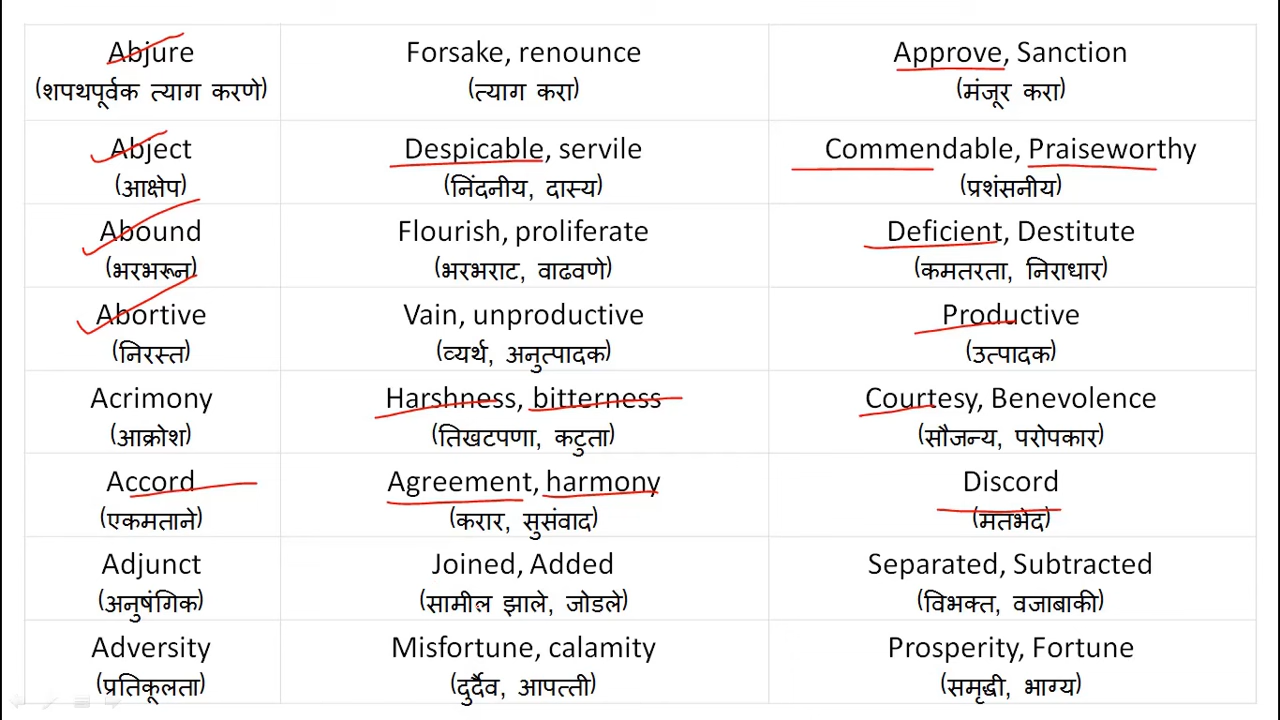 Abjure Forsake, renounce Approve, Sanction
(शपथपूर्वक त्याग करणे) (त्याग करा) (मंजूर करा)
Abject Despicable, servile Commendable, Praiseworthy
(आक्षेप) (निंदनीय, दास्य) (प्रशंसनीय)
Abound Flourish, proliferate Deficient, Destitute
(भरभरून) (भरभराट, वाढवणे) (कमतरता, निराधार)
Abortive Vain, unproductive Productive
(निरस्त) (व्यर्थ, अनुत्पादक) (उत्पादक)
Acrimony Harshness, bitterness Courtesy, Benevolence
(आक्रोश) (तिखटपणा, कटुता) (सौजन्य, परोपकार)
Accord Agreement, harmony Discord
(एकमताने) (करार, सुसंवाद) (मतभेद)
Adjunct Joined, Added Separated, Subtracted
(अनुषंगिक) (सामील झाले, जोडले) (विभक्त, वजाबाकी)
Adversity Misfortune, calamity Prosperity, Fortune
(प्रतिकूलता) (दुर्दैव, आपत्ती) (समृद्धी, भाग्य)